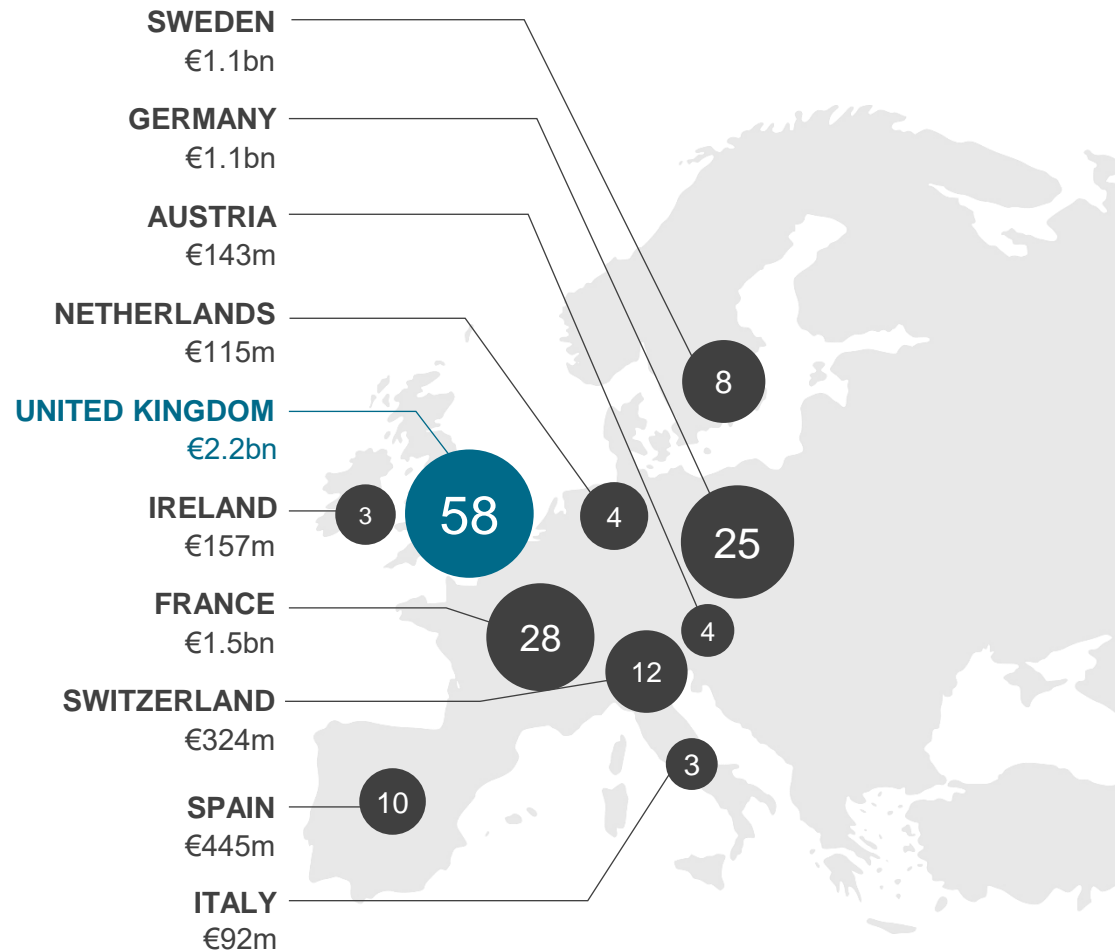 SWEDEN
€1.1bn
GERMANY
€1.1bn
AUSTRIA
€143m
NETHERLANDS
€115m
UNITED KINGDOM
€2.2bn
IRELAND
€157m
FRANCE
€1.5bn
SWITZERLAND
€324m
SPAIN
€445m
ITALY
€92m
8
3
58
4
25
28
4
12
3
10